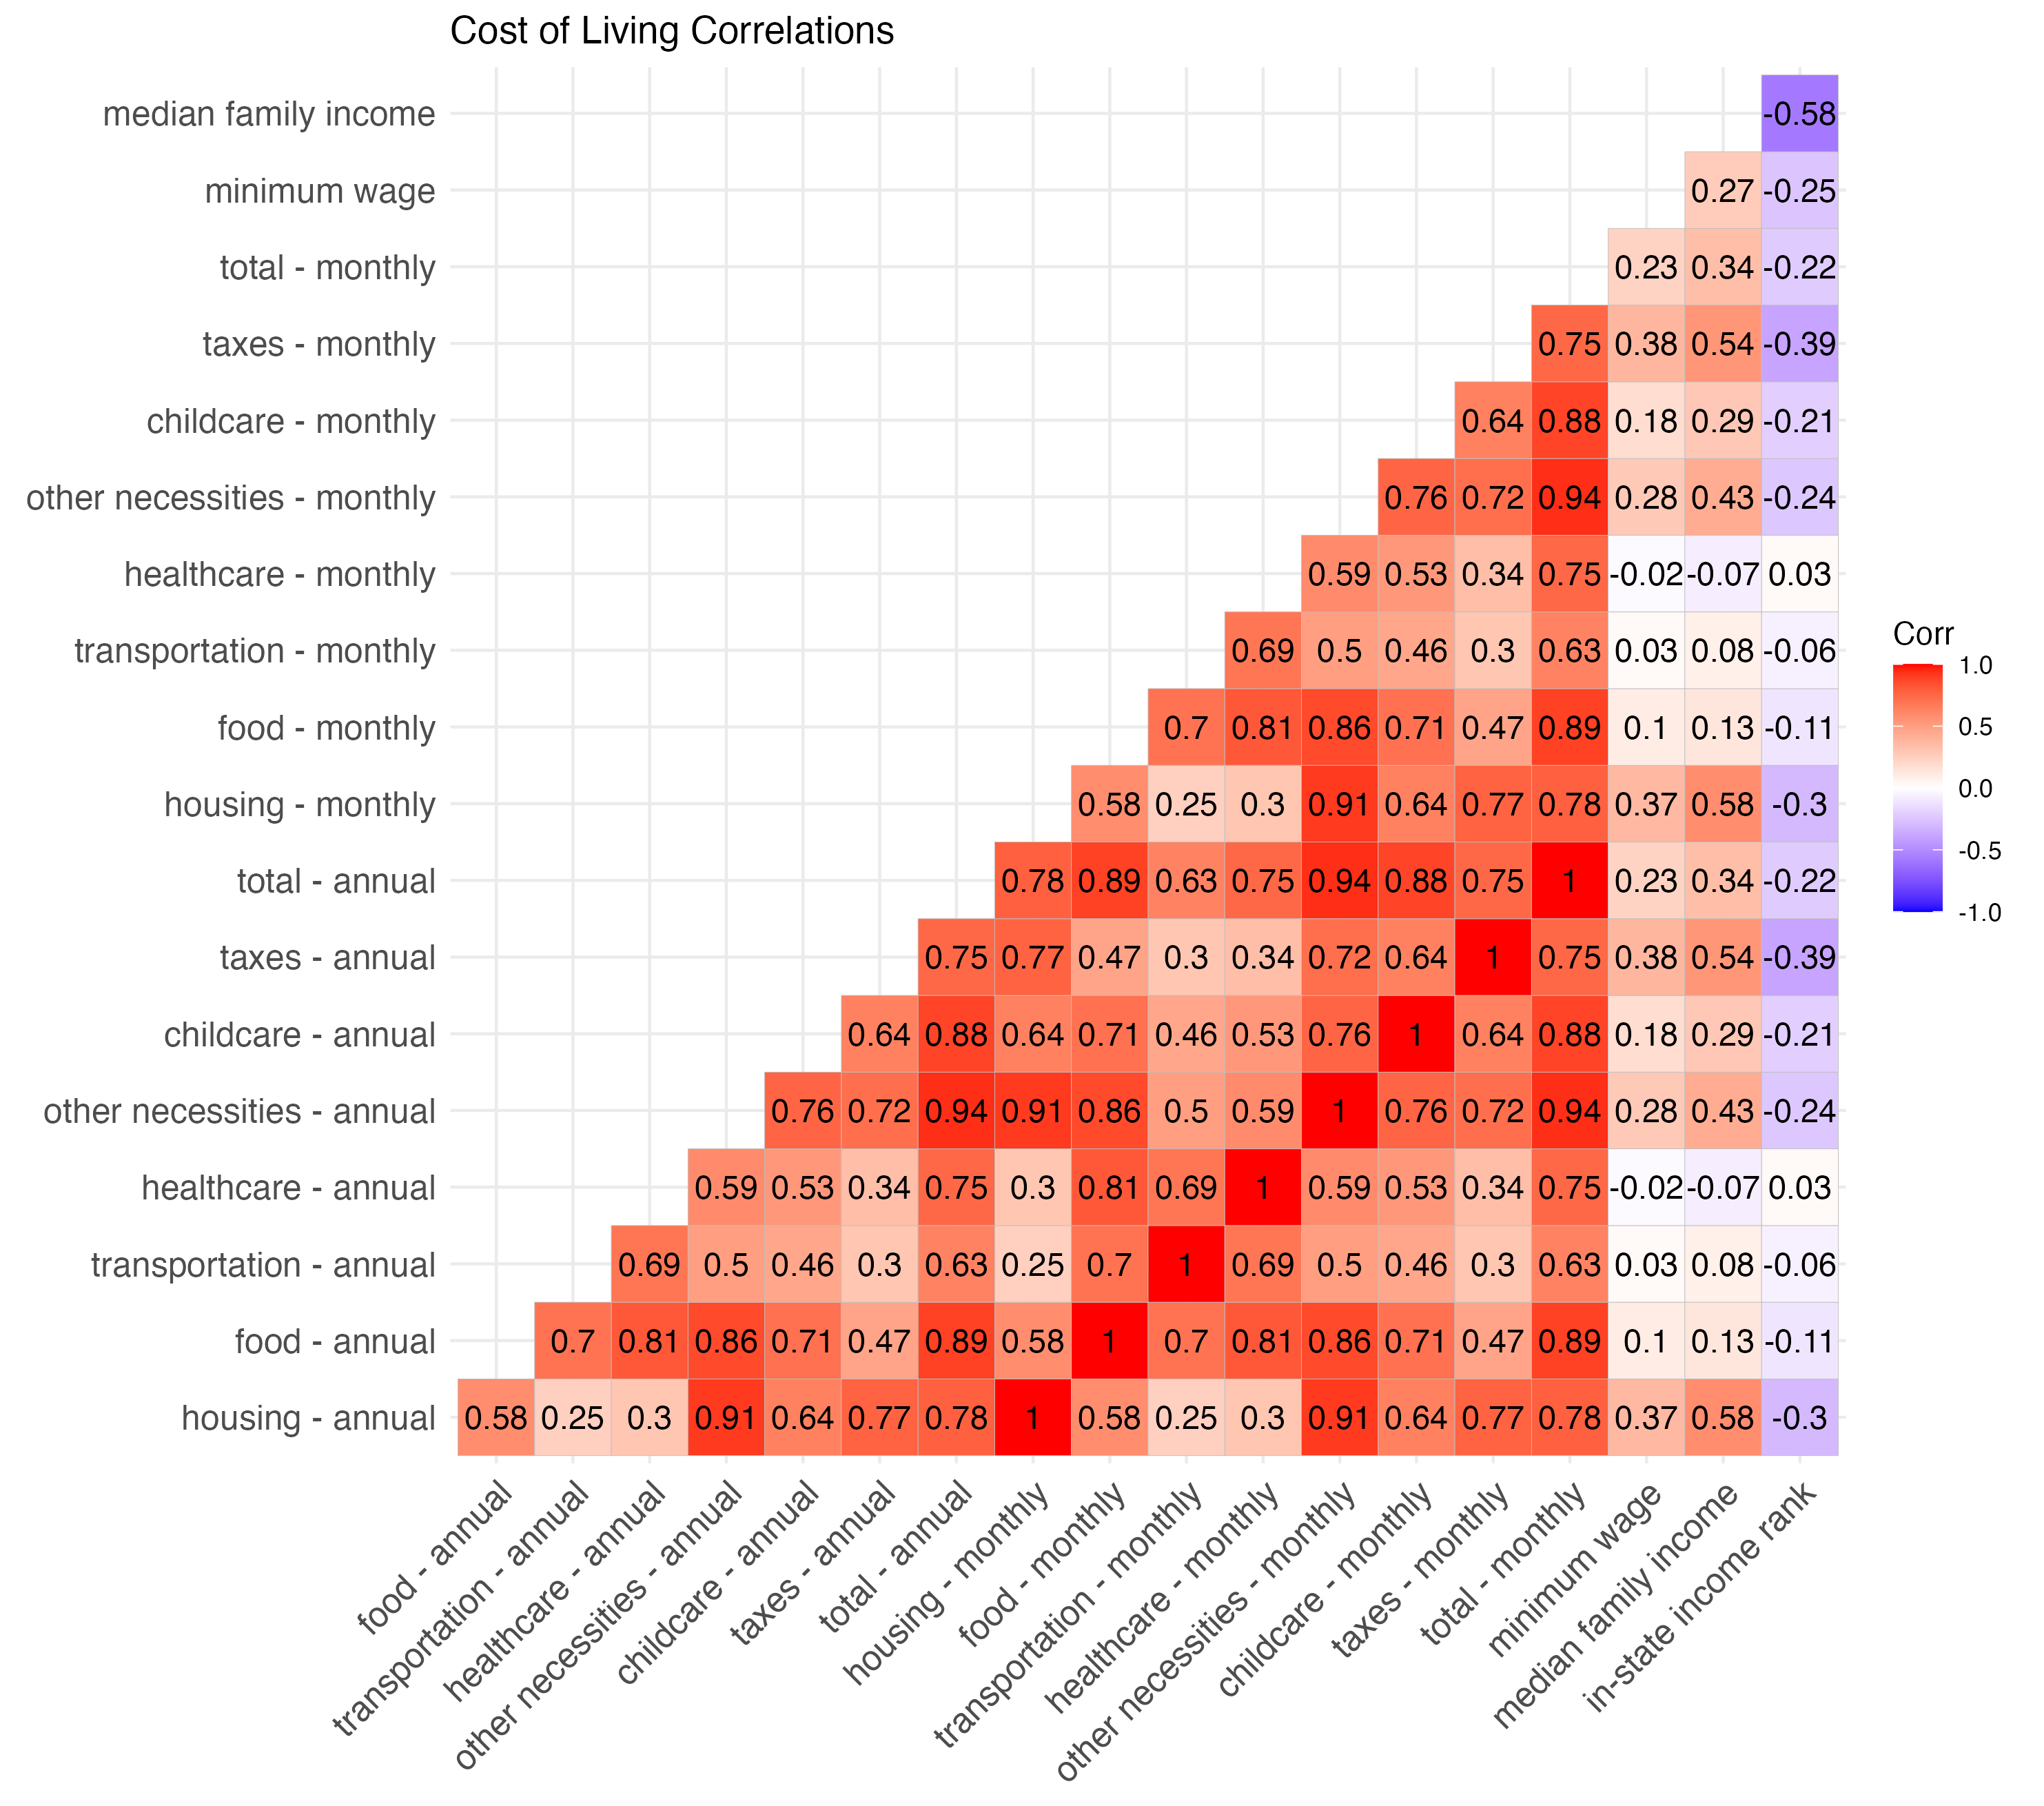 Cost of Living Correlations
median family income -0.58
minimum wage 0.27 -0.25
total - monthly 0.23 0.34 -0.22
taxes - monthly 0.75 0.38 0.54 -0.39
childcare - monthly 0.64 0.88 0.18 0.29 -0.21
other necessities - monthly 0.76 0.72 0.94 0.28 0.43 -0.24
healthcare - monthly 0.59 0.53 0.34 0.75 -0.02 -0.07 0.03
transportation - monthly 0.69 0.5 0.46 0.3 0.63 0.03 0.08 -0.06
food - monthly 0.7 0.81 0.86 0.71 0.47 0.89 0.1 0.13 -0.11
housing - monthly 0.58 0.25 0.3 0.91 0.64 0.77 0.78 0.37 0.58 -0.3
total - annual 0.78 0.89 0.63 0.75 0.94 0.88 0.75 1 0.23 0.34 -0.22
taxes - annual 0.75 0.77 0.47 0.3 0.34 0.72 0.64 1 0.75 0.38 0.54 -0.39
childcare - annual 0.64 0.88 0.64 0.71 0.46 0.53 0.76 1 0.64 0.88 0.18 0.29 -0.21
other necessities - annual 0.76 0.72 0.94 0.91 0.86 0.5 0.59 1 0.76 0.72 0.94 0.28 0.43 -0.24
healthcare - annual 0.59 0.53 0.34 0.75 0.3 0.81 0.69 1 0.59 0.53 0.34 0.75 -0.02 -0.07 0.03
transportation - annual 0.69 0.5 0.46 0.3 0.63 0.25 0.7 1 0.69 0.5 0.46 0.3 0.63 0.03 0.08 -0.06
food - annual 0.7 0.81 0.86 0.71 0.47 0.89 0.58 1 0.7 0.81 0.86 0.71 0.47 0.89 0.1 0.13 -0.11
housing - annual 0.58 0.25 0.3 0.91 0.64 0.77 0.78 1 0.58 0.25 0.3 0.91 0.64 0.77 0.78 0.37 0.58 -0.3
food - annual
transportation - annual
healthcare - annual
other necessities - annual
childcare - annual
taxes - annual
total - annual
housing - monthly
food - monthly
transportation - monthly
healthcare - monthly
other necessities - monthly
childcare - monthly
taxes - monthly
total - monthly
minimum wage
median family income
in-state income rank
Corr
1.0
0.5
0.0
-0.5
-1.0